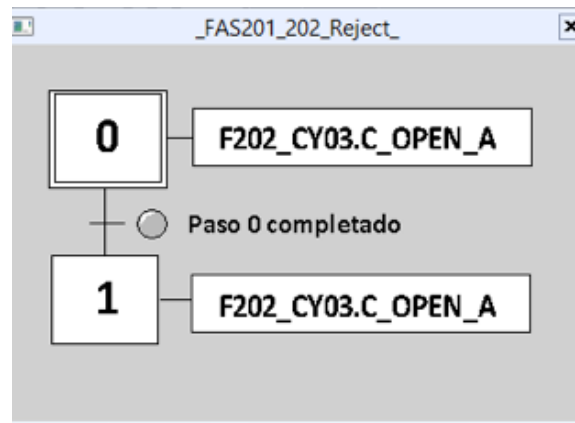 _FAS201_202_Reject_
0
F202_CY03.C_OPEN_A
Paso 0 completado
1
F202_CY03.C_OPEN_A